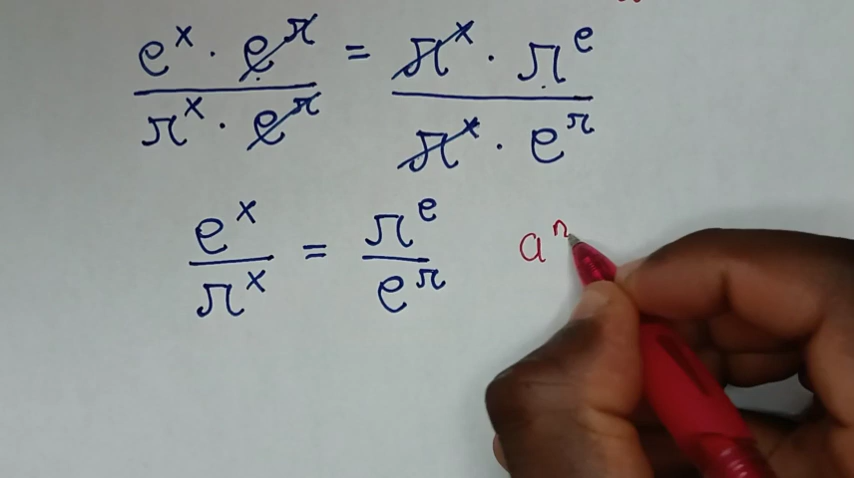 e^x · e^π / π^x · e^π = π^x · π^e / π^x · e^π
e^x / π^x = π^e / e^π
a^n